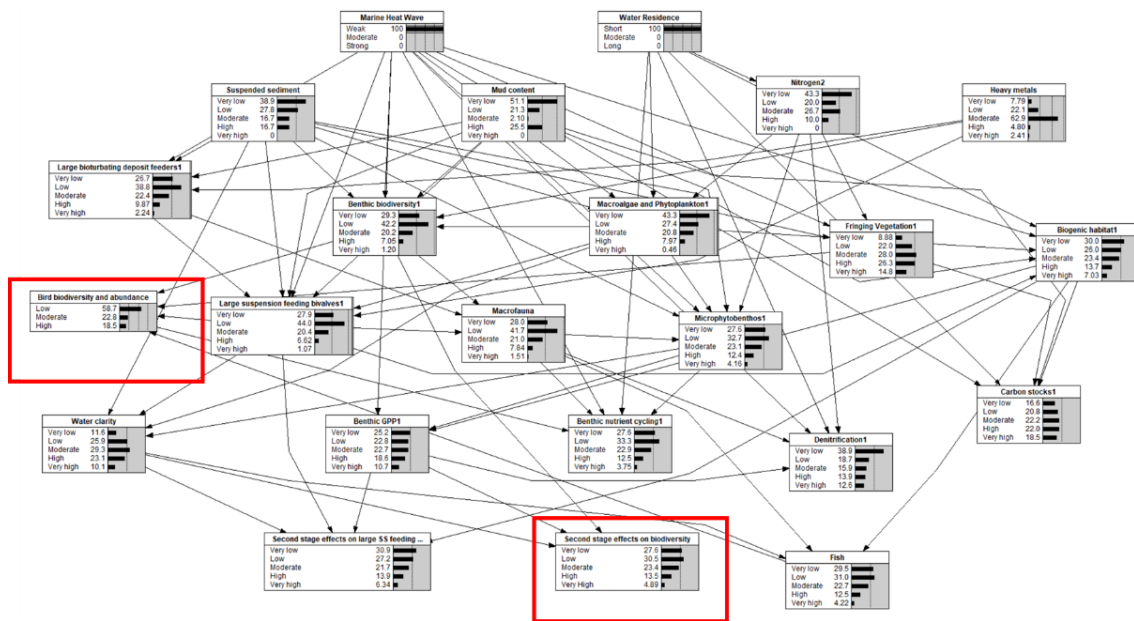 Marine Heat Wave
Weak 100
Moderate 0
Strong 0
Water Residence
Short 100
Moderate 0
Long 0
Suspended sediment
Very low 38.9
Low 27.8
Moderate 16.7
High 16.7
Very high 0
Mud content
Very low 51.1
Low 21.3
Moderate 2.10
High 25.5
Very high 0
Nitrogen2
Very low 43.3
Low 20.0
Moderate 26.7
High 10.0
Very high 0
Heavy metals
Very low 7.79
Low 22.1
Moderate 62.9
High 4.80
Very high 2.41
Large bioturbating deposit feeders1
Very low 26.7
Low 38.8
Moderate 22.4
High 9.87
Very high 2.24
Benthic biodiversity1
Very low 29.3
Low 42.2
Moderate 20.2
High 7.05
Very high 1.20
Macroalgae and Phytoplankton1
Very low 43.3
Low 27.4
Moderate 20.8
High 7.97
Very high 0.46
Fringing Vegetation1
Very low 8.88
Low 22.0
Moderate 28.0
High 26.3
Very high 14.8
Biogenic habitat1
Very low 30.0
Low 26.0
Moderate 23.4
High 13.7
Very high 7.03
Bird biodiversity and abundance
Low 58.7
Moderate 22.8
High 18.5
Large suspension feeding bivalves1
Very low 27.9
Low 44.0
Moderate 20.4
High 6.62
Very high 1.07
Macrofauna
Very low 28.0
Low 41.7
Moderate 21.0
High 7.84
Very high 1.51
Microphytobenthos1
Very low 27.6
Low 32.7
Moderate 23.1
High 12.4
Very high 4.16
Carbon stocks1
Very low 16.6
Low 20.8
Moderate 22.2
High 22.0
Very high 18.5
Water clarity
Very low 11.6
Low 25.9
Moderate 29.3
High 23.1
Very high 10.1
Benthic GPP1
Very low 25.2
Low 22.8
Moderate 22.7
High 18.6
Very high 10.7
Benthic nutrient cycling1
Very low 27.6
Low 33.3
Moderate 22.9
High 12.5
Very high 3.75
Denitrification1
Very low 38.9
Low 18.7
Moderate 15.9
High 13.9
Very high 12.6
Second stage effects on large SS feeding ...
Very low 30.9
Low 27.2
Moderate 21.7
High 13.9
Very high 6.34
Second stage effects on biodiversity
Very low 27.6
Low 30.5
Moderate 23.4
High 13.5
Very High 4.89
Fish
Very low 29.5
Low 31.0
Moderate 22.7
High 12.5
Very high 4.22